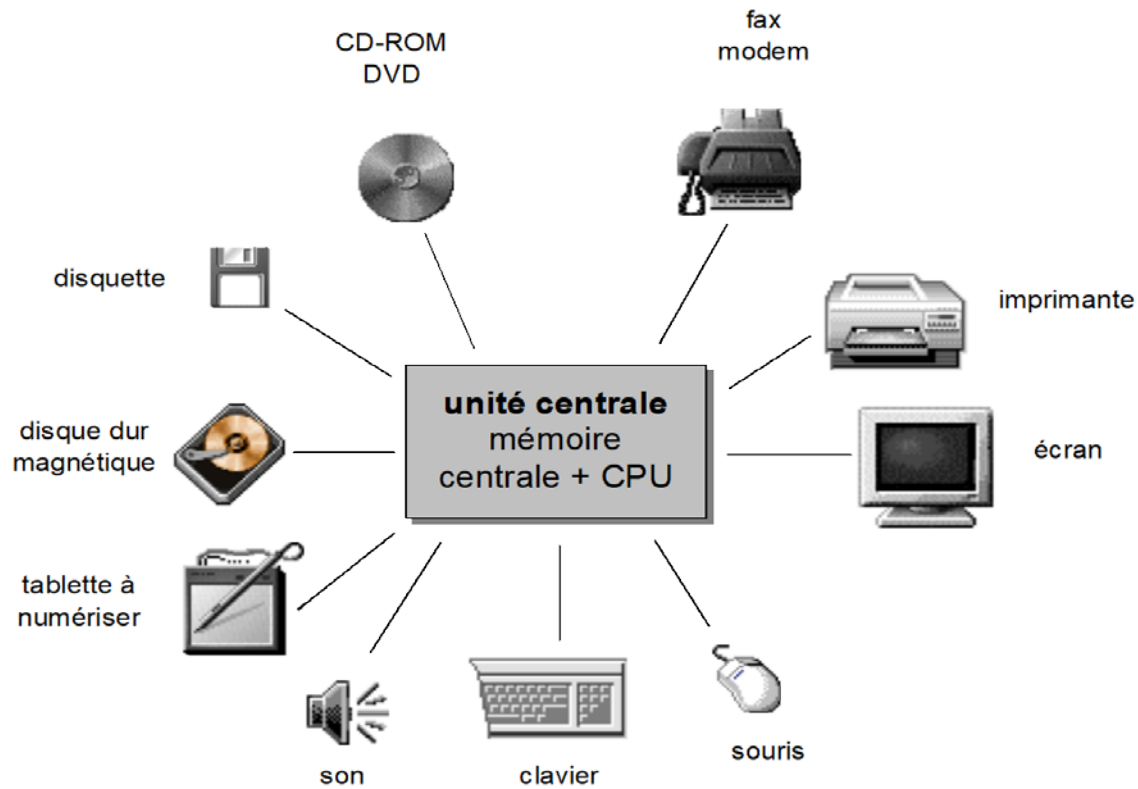 CD-ROM
DVD
fax
modem
disquette
imprimante
unité centrale
mémoire
centrale + CPU
disque dur
magnétique
écran
tablette à
numériser
son
clavier
souris